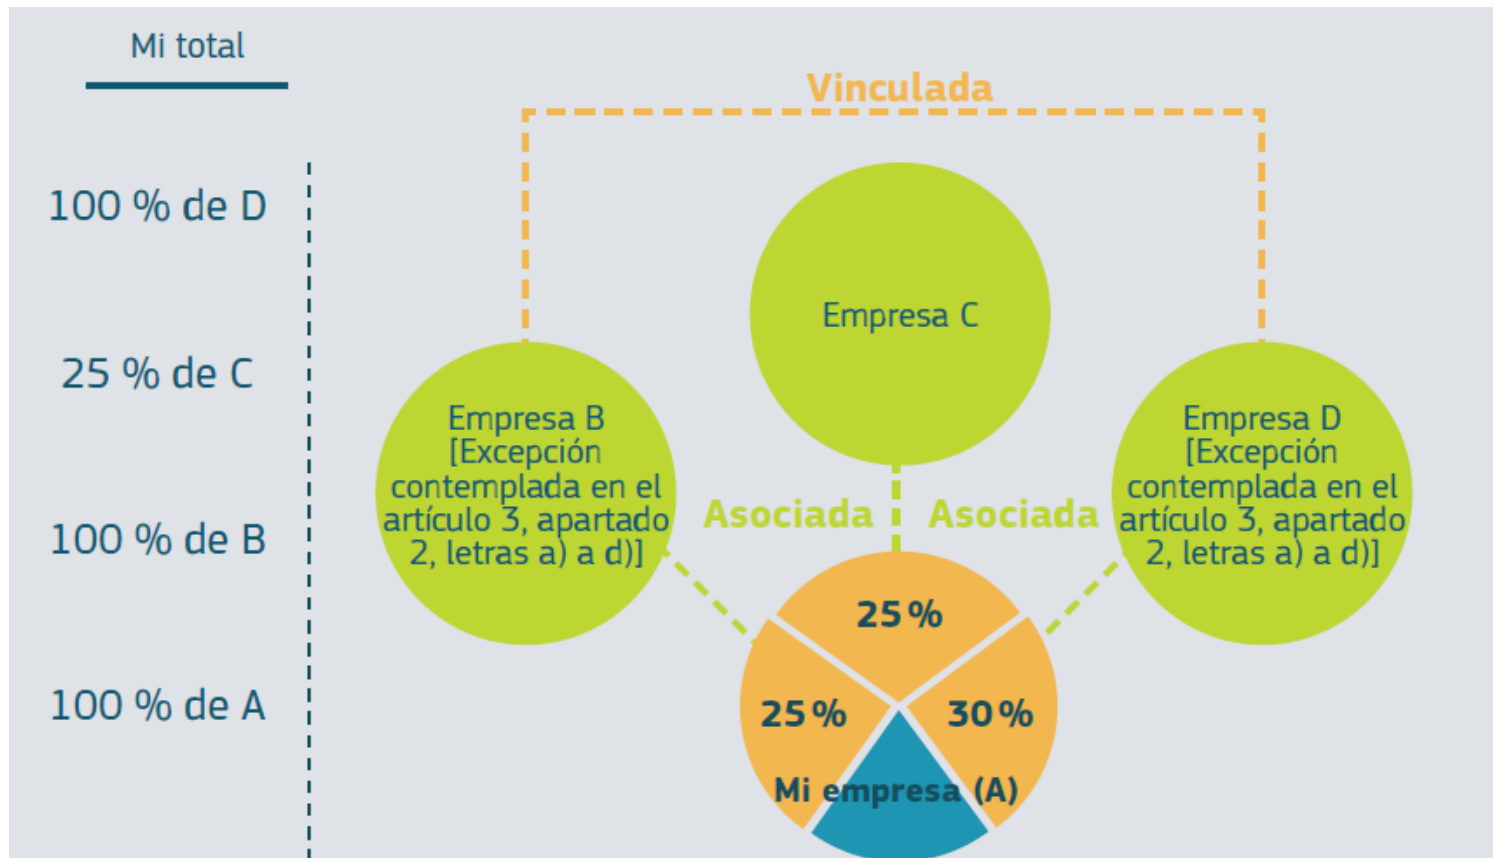 Mi total
100 % de D
25 % de C
100 % de B
100 % de A
Vinculada
Empresa C
Empresa B
[Excepción
contemplada en el
artículo 3, apartado
2, letras a) a d)]
Empresa D
[Excepción
contemplada en el
artículo 3, apartado
2, letras a) a d)]
Asociada
Asociada
25 %
25 %
30 %
Mi empresa (A)